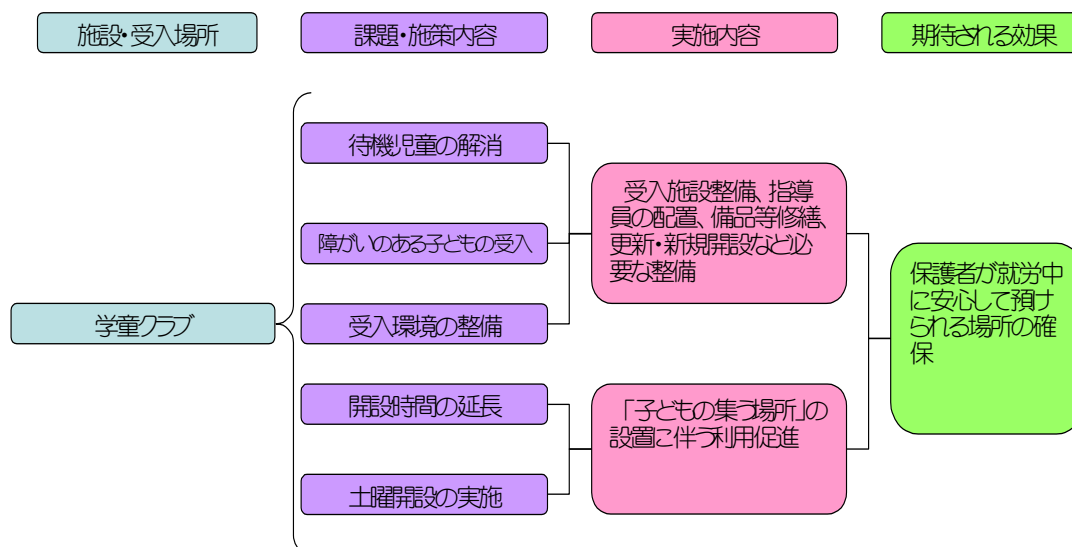 施設・受入場所
課題・施策内容
実施内容
期待される効果
学童クラブ
待機児童の解消
障がいのある子どもの受入
受入環境の整備
開設時間の延長
土曜開設の実施
受入施設整備、指導
員の配置、備品等修繕、
更新・新規開設など必
要な整備
「子どもの集う場所」の
設置に伴う利用促進
保護者が就労中
に安心して預け
られる場所の確
保